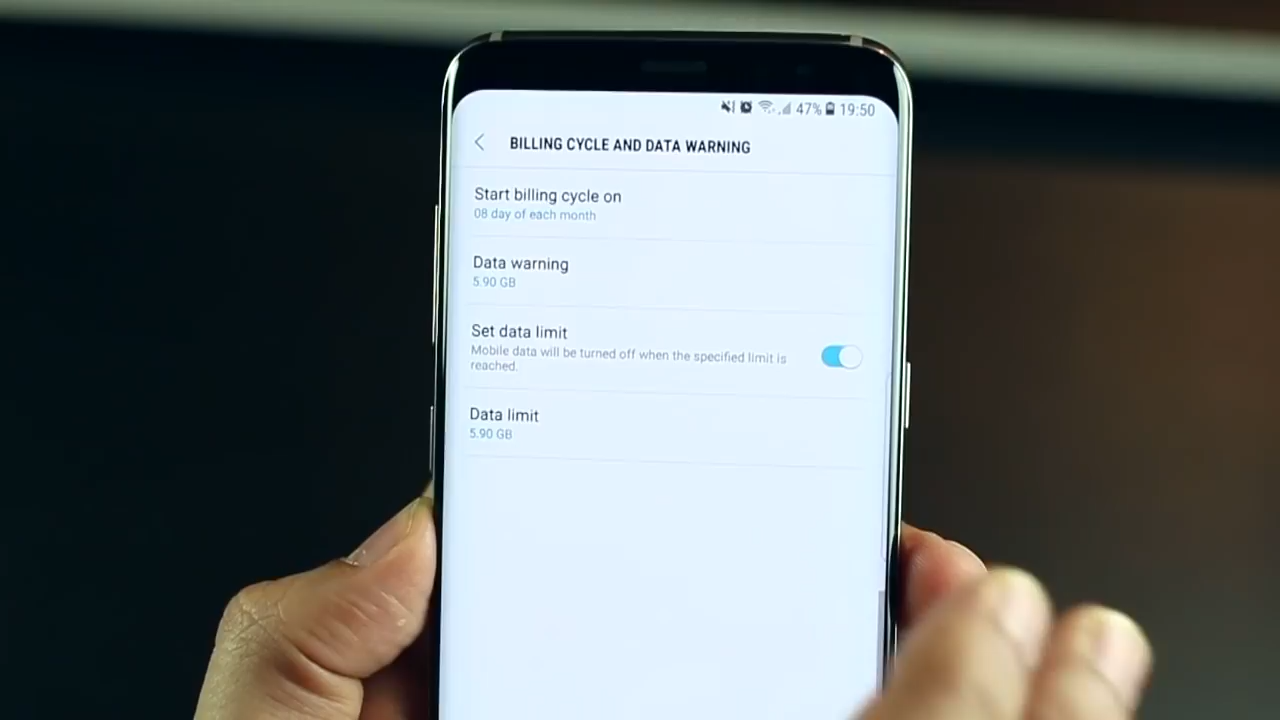 47% 19:50
BILLING CYCLE AND DATA WARNING
Start billing cycle on
08 day of each month
Data warning
5.90 GB
Set data limit
Mobile data will be turned off when the specified limit is
reached.
Data limit
5.90 GB